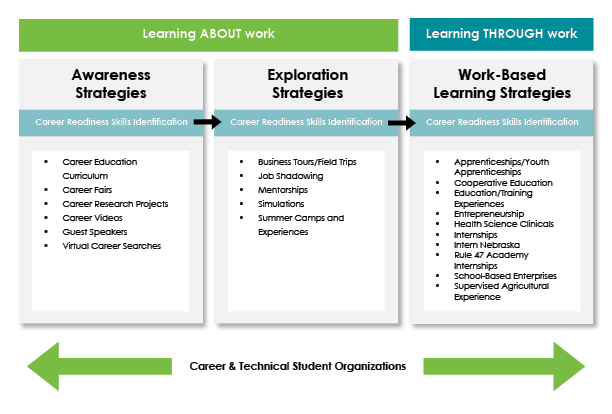 Learning ABOUT work
Learning THROUGH work
Awareness
Strategies
Career Readiness Skills Identification
• Career Education
Curriculum
• Career Fairs
• Career Research Projects
• Career Videos
• Guest Speakers
• Virtual Career Searches
Exploration
Strategies
Career Readiness Skills Identification
• Business Tours/Field Trips
• Job Shadowing
• Mentorships
• Simulations
• Summer Camps and
Experiences
Work-Based
Learning Strategies
Career Readiness Skills Identification
• Apprenticeships/Youth
Apprenticeships
• Cooperative Education
• Education/Training
Experiences
• Entrepreneurship
• Health Science Clinicals
• Internships
• Intern Nebraska
• Rule 47 Academy
Internships
• School-Based Enterprises
• Supervised Agricultural
Experience
Career & Technical Student Organizations